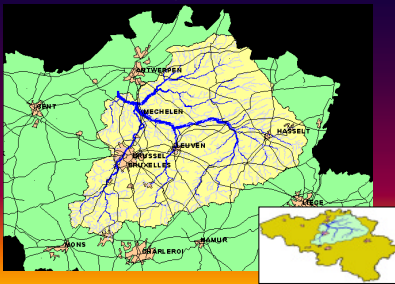 ANTWERPEN
GENT
MECHELEN
HASSELT
LEUVEN
BRUSSEL
BRUXELLES
LIEGE
MONS
NAMUR
CHARLEROI